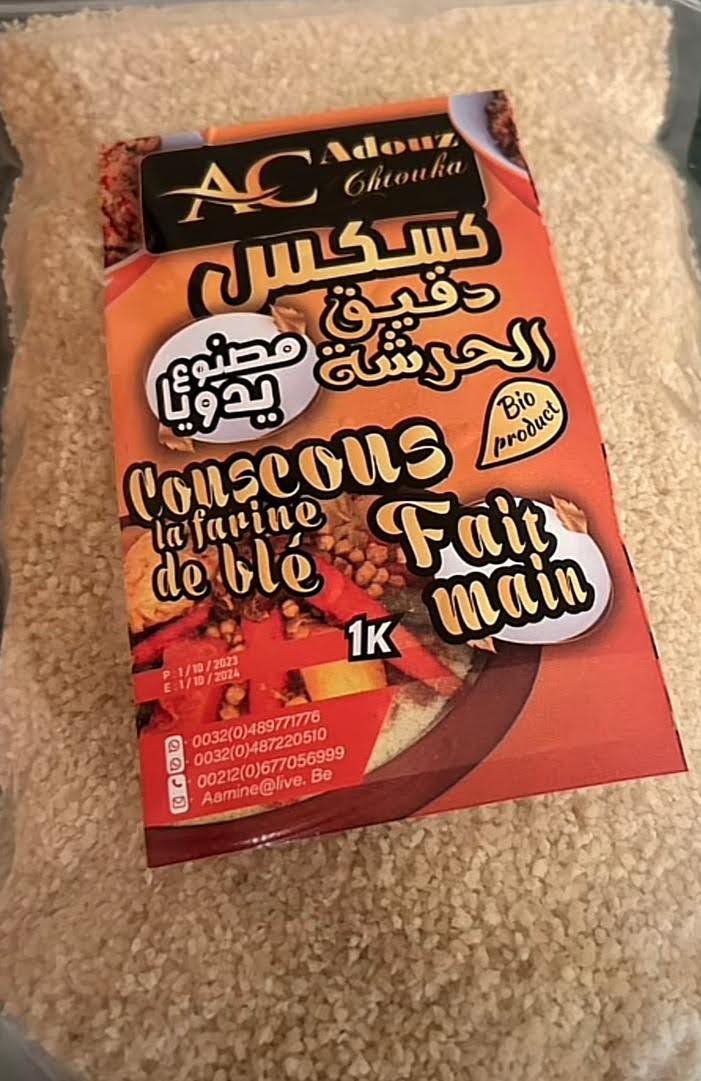 AC Adouz
Chtouka
كسكس
دقيق
الحرشة
مصنوع
يدويا
Bio
product
Couscous
la farine
de blé
Fait
main
1K
P : 1 / 10 / 2023
E : 1 / 10 / 2024
0032(0)489771776
0032(0)487220510
00212(0)677056999
Aamine@live. Be